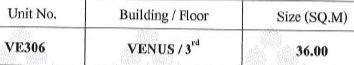 Unit No. Building / Floor Size (SQ.M)
VE306 VENUS / 3rd 36.00